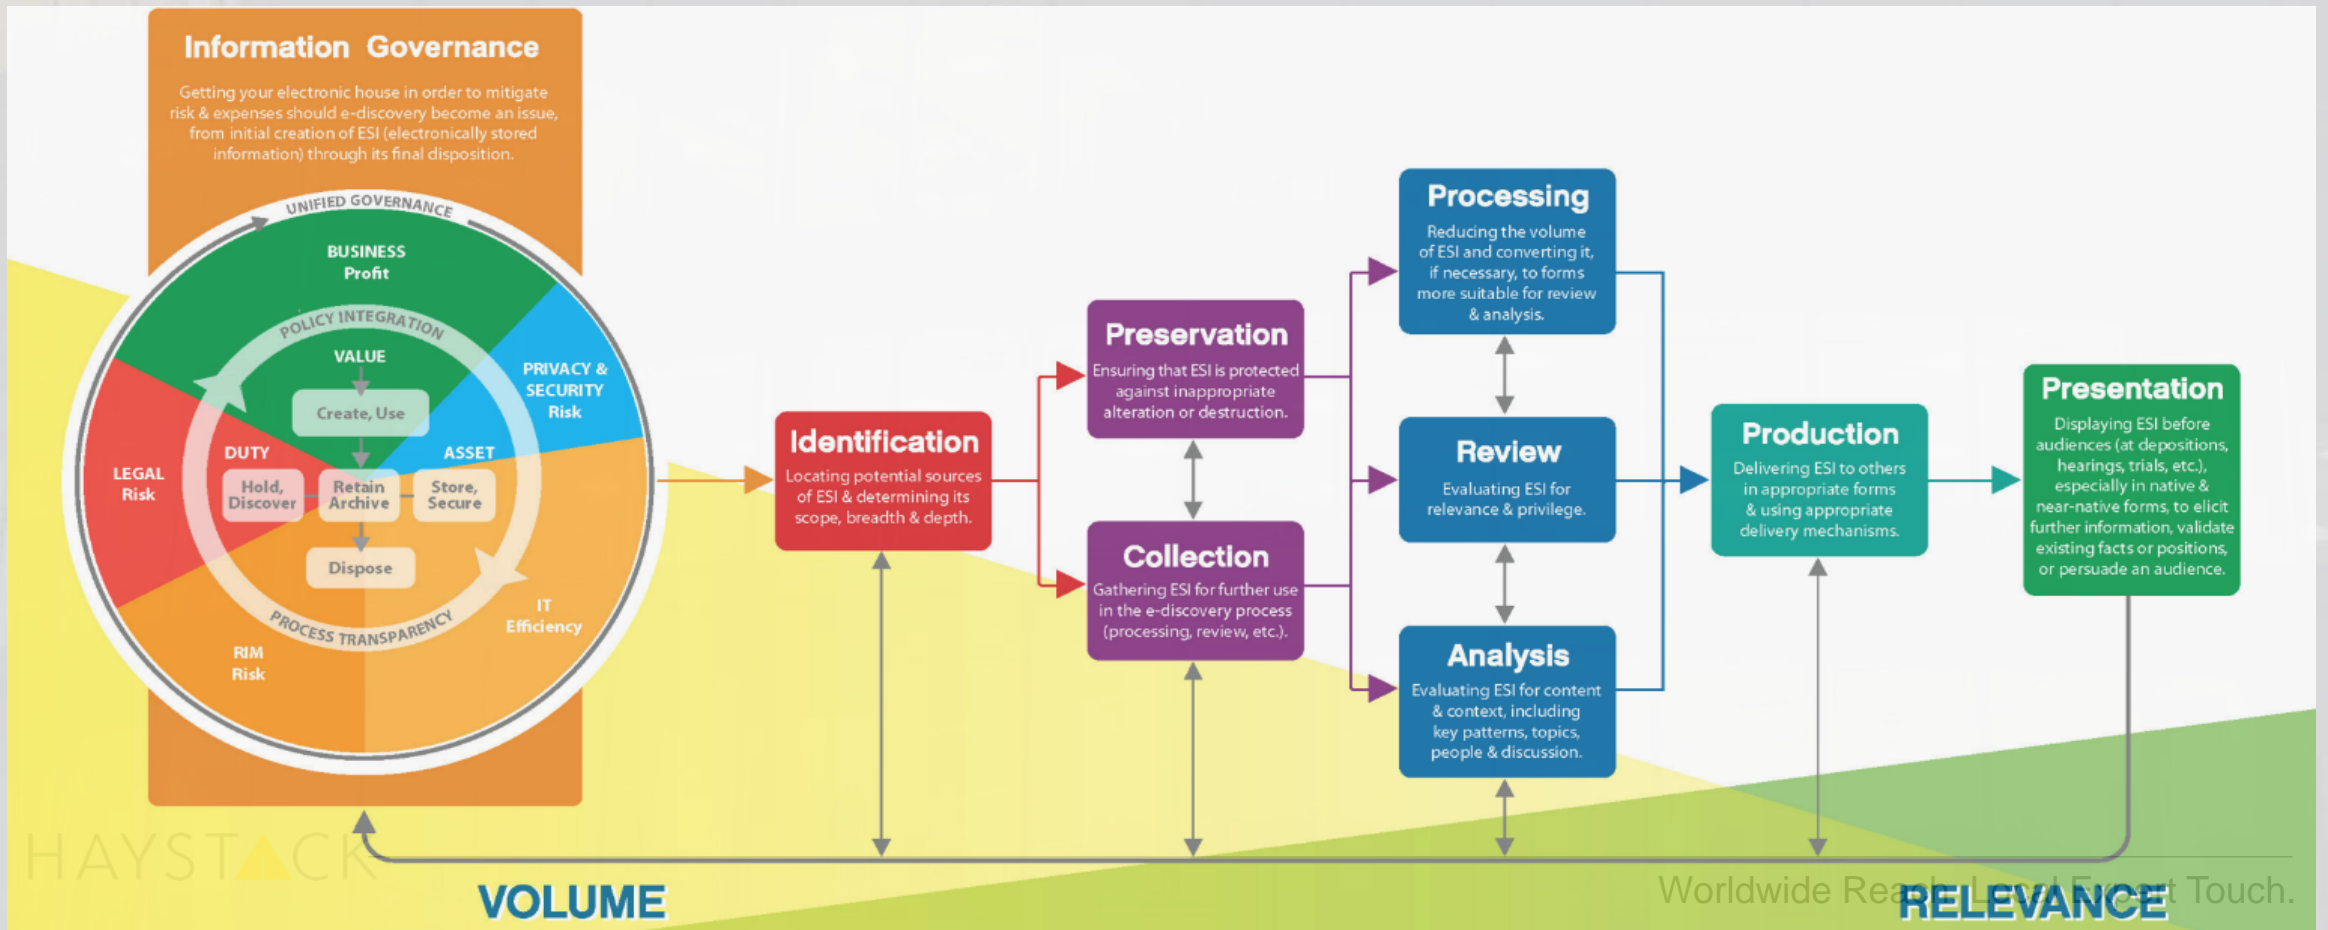 Information Governance
Getting your electronic house in order to mitigate
risk & expenses should e-discovery become an issue,
from initial creation of ESI (electronically stored
information) through its final disposition.
UNIFIED GOVERNANCE
BUSINESS
Profit
POLICY INTEGRATION
VALUE
Create, Use
PRIVACY &
SECURITY
Risk
DUTY
ASSET
LEGAL
Risk
Hold,
Discover
Retain
Archive
Store,
Secure
Dispose
PROCESS TRANSPARENCY
IT
Efficiency
RIM
Risk
Identification
Locating potential sources
of ESI & determining its
scope, breadth & depth.
Preservation
Ensuring that ESI is protected
against inappropriate
alteration or destruction.
Collection
Gathering ESI for further use
in the e-discovery process
(processing, review, etc.).
Processing
Reducing the volume
of ESI and converting it,
if necessary, to forms
more suitable for review
& analysis.
Review
Evaluating ESI for
relevance & privilege.
Analysis
Evaluating ESI for content
& context, including
key patterns, topics,
people & discussion.
Production
Delivering ESI to others
in appropriate forms
& using appropriate
delivery mechanisms.
Presentation
Displaying ESI before
audiences (at depositions,
hearings, trials, etc.),
especially in native &
near-native forms, to elicit
further information, validate
existing facts or positions,
or persuade an audience.
HAYSTACK
VOLUME
Worldwide Reach, Local Expert Touch.
RELEVANCE